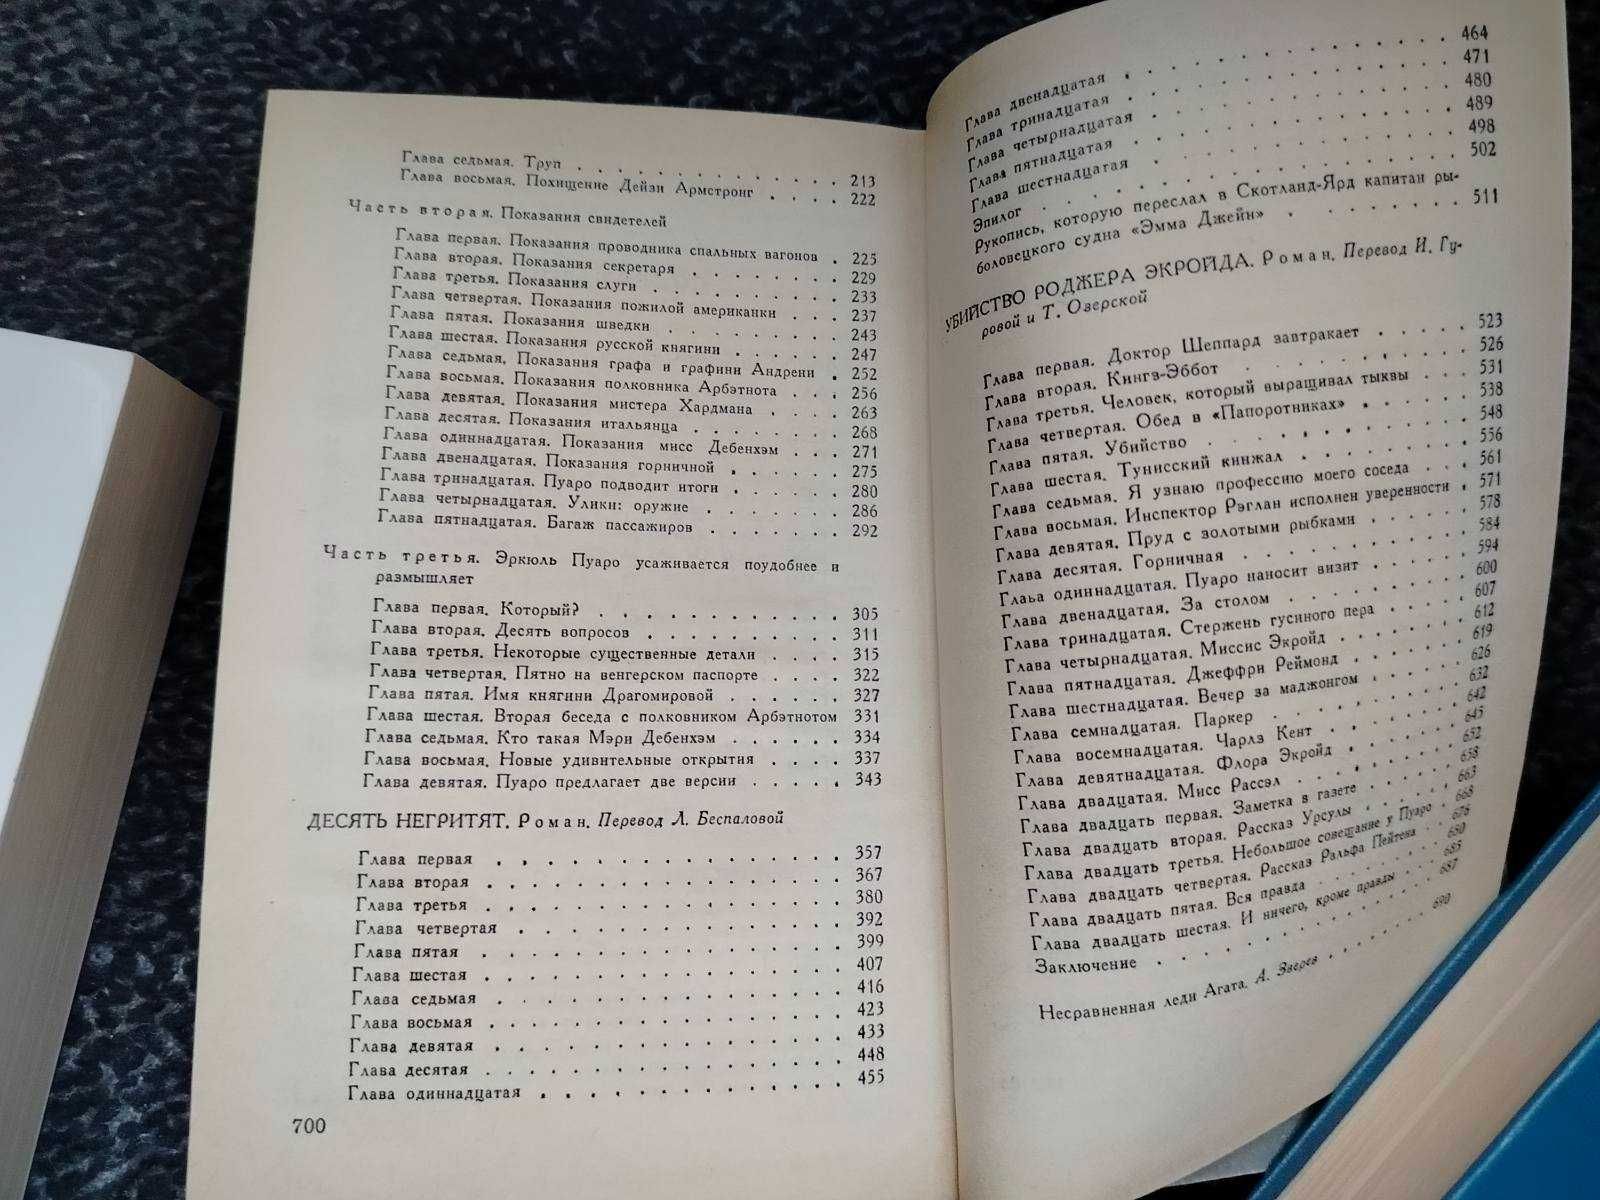 Глава седьмая. Труп . . . . . . . . . . . . . 213
Глава восьмая. Похищение Дейзи Армстронг . . . . 222
Часть вторая. Показания свидетелей
Глава первая. Показания проводника спальных вагонов . 225
Глава вторая. Показания секретаря . . . . . . . 229
Глава третья. Показания слуги . . . . . . . . 233
Глава четвертая. Показания пожилой американки . . . 237
Глава пятая. Показания шведки . . . . . . . . 243
Глава шестая. Показания русской княгини . . . . . 247
Глава седьмая. Показания графа и графини Андрени . 252
Глава восьмая. Показания полковника Арбэтнота . . . 256
Глава девятая. Показания мистера Хардмана . . . . 263
Глава десятая. Показания итальянца . . . . . . . 268
Глава одиннадцатая. Показания мисс Дебенхэм . . . 271
Глава двенадцатая. Показания горничной . . . . . 275
Глава тринадцатая. Пуаро подводит итоги . . . . . 280
Глава четырнадцатая. Улики: оружие . . . . . . 286
Глава пятнадцатая. Багаж пассажиров . . . . . . 292
Часть третья. Эркюль Пуаро усаживается поудобнее и
размышляет
Глава первая. Который? . . . . . . . . . . . 305
Глава вторая. Десять вопросов . . . . . . . . . 311
Глава третья. Некоторые существенные детали . . . . 315
Глава четвертая. Пятно на венгерском паспорте . . . . 322
Глава пятая. Имя княгини Драгомировой . . . . . . 327
Глава шестая. Вторая беседа с полковником Арбэтнотом 331
Глава седьмая. Кто такая Мэри Дебенхэм . . . . . . 334
Глава восьмая. Новые удивительные открытия . . . . 337
Глава девятая. Пуаро предлагает две версии . . . . . 343
ДЕСЯТЬ НЕГРИТЯТ. Роман. Перевод Л. Беспаловой
Глава первая . . . . . . . . . . . . . . . 357
Глава вторая . . . . . . . . . . . . . . . 367
Глава третья . . . . . . . . . . . . . . . 380
Глава четвертая . . . . . . . . . . . . . . 392
Глава пятая . . . . . . . . . . . . . . . 399
Глава шестая . . . . . . . . . . . . . . . 407
Глава седьмая . . . . . . . . . . . . . . . 416
Глава восьмая . . . . . . . . . . . . . . . 423
Глава девятая . . . . . . . . . . . . . . . 433
Глава десятая . . . . . . . . . . . . . . . 448
Глава одиннадцатая . . . . . . . . . . . . . 455
700
Глава двенадцатая . . . . . . . . . . . . . 464
Глава тринадцатая . . . . . . . . . . . . . 471
Глава четырнадцатая . . . . . . . . . . . . 480
Глава пятнадцатая . . . . . . . . . . . . . 489
Глава шестнадцатая . . . . . . . . . . . . . 498
Эпилог . . . . . . . . . . . . . . . . 502
Рукопись, которую переслал в Скотланд-Ярд капитан ры-
боловецкого судна «Эмма Джейн» . . . . . . . . 511
УБИЙСТВО РОДЖЕРА ЭКРОЙДА. Роман. Перевод И. Гу-
ровой и Т. Озерской
Глава первая. Доктор Шеппард завтракает . . . . . 523
Глава вторая. Кингз-Эббот . . . . . . . . . . 526
Глава третья. Человек, который выращивал тыквы . . . 531
Глава четвертая. Обед в «Папоротниках» . . . . . 538
Глава пятая. Убийство . . . . . . . . . . . 548
Глава шестая. Тунисский кинжал . . . . . . . . 556
Глава седьмая. Я узнаю профессию моего соседа . . . 561
Глава восьмая. Инспектор Рэглан исполнен уверенности . 571
Глава девятая. Пруд с золотыми рыбками . . . . . 578
Глава десятая. Горничная . . . . . . . . . . 584
Глаьа одиннадцатая. Пуаро наносит визит . . . . . 594
Глава двенадцатая. За столом . . . . . . . . . 600
Глава тринадцатая. Стержень гусиного пера . . . . . 607
Глава четырнадцатая. Миссис Экройд . . . . . . . 612
Глава пятнадцатая. Джеффри Реймонд . . . . . . 619
Глава шестнадцатая. Вечер за маджонгом . . . . . 626
Глава семнадцатая. Паркер . . . . . . . . . . 632
Глава восемнадцатая. Чарлз Кент . . . . . . . . 642
Глава девятнадцатая. Флора Экройд . . . . . . . 645
Глава двадцатая. Мисс Рассэл . . . . . . . . . 652
Глава двадцать первая. Заметка в газете . . . . . . 658
Глава двадцать вторая. Рассказ Урсулы . . . . . . 663
Глава двадцать третья. Небольшое совещание у Пуаро . 668
Глава двадцать четвертая. Рассказ Ральфа Пейтена . . 676
Глава двадцать пятая. Вся правда . . . . . . . . 680
Глава двадцать шестая. И ничего, кроме правды . . . 685
Заключение . . . . . . . . . . . . . . . 687
Несравненная леди Агата. А. Зверев . . . . . . . 690